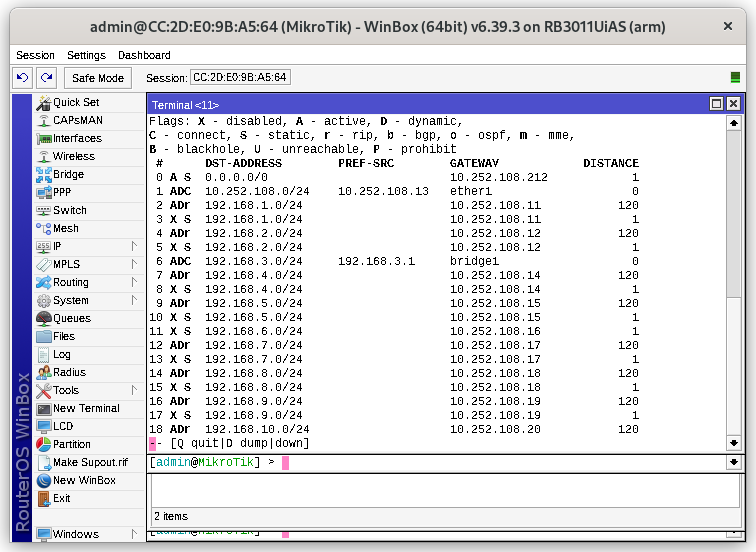 admin@CC:2D:E0:9B:A5:64 (MikroTik) - WinBox (64bit) v6.39.3 on RB3011UiAS (arm)
Session Settings Dashboard
Safe Mode Session: CC:2D:E0:9B:A5:64
Quick Set
CAPsMAN
Interfaces
Wireless
Bridge
PPP
Switch
Mesh
IP
MPLS
Routing
System
Queues
Files
Log
Radius
Tools
New Terminal
LCD
Partition
Make Supout.rif
New WinBox
Exit
Windows
RouterOS WinBox
Terminal <11>
Flags: X - disabled, A - active, D - dynamic,
C - connect, S - static, r - rip, b - bgp, o - ospf, m - mme,
B - blackhole, U - unreachable, P - prohibit
# DST-ADDRESS PREF-SRC GATEWAY DISTANCE
0 A S 0.0.0.0/0 10.252.108.212 1
1 ADC 10.252.108.0/24 10.252.108.13 ether1 0
2 ADr 192.168.1.0/24 10.252.108.11 120
3 X S 192.168.1.0/24 10.252.108.11 1
4 ADr 192.168.2.0/24 10.252.108.12 120
5 X S 192.168.2.0/24 10.252.108.12 1
6 ADC 192.168.3.0/24 192.168.3.1 bridge1 0
7 ADr 192.168.4.0/24 10.252.108.14 120
8 X S 192.168.4.0/24 10.252.108.14 1
9 ADr 192.168.5.0/24 10.252.108.15 120
10 X S 192.168.5.0/24 10.252.108.15 1
11 X S 192.168.6.0/24 10.252.108.16 1
12 ADr 192.168.7.0/24 10.252.108.17 120
13 X S 192.168.7.0/24 10.252.108.17 1
14 ADr 192.168.8.0/24 10.252.108.18 120
15 X S 192.168.8.0/24 10.252.108.18 1
16 ADr 192.168.9.0/24 10.252.108.19 120
17 X S 192.168.9.0/24 10.252.108.19 1
18 ADr 192.168.10.0/24 10.252.108.20 120
-- [Q quit|D dump|down]
[admin@MikroTik] >
2 items
[admin@MikroTik] >